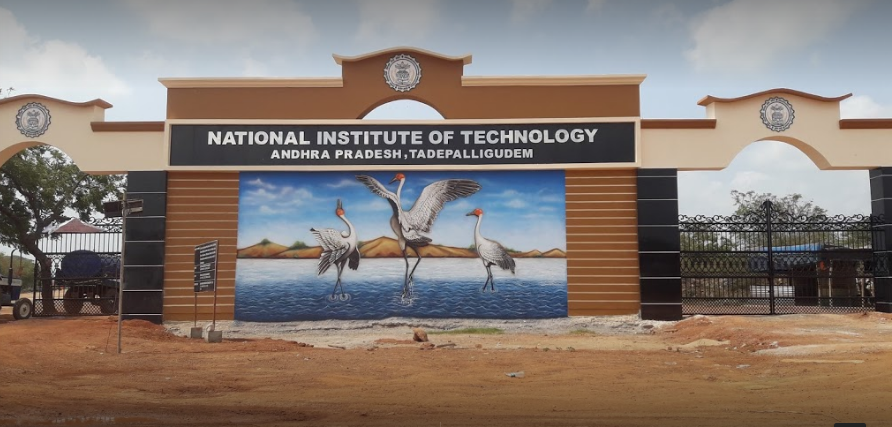 NATIONAL INSTITUTE OF TECHNOLOGY
ANDHRA PRADESH,TADEPALLIGUDEM